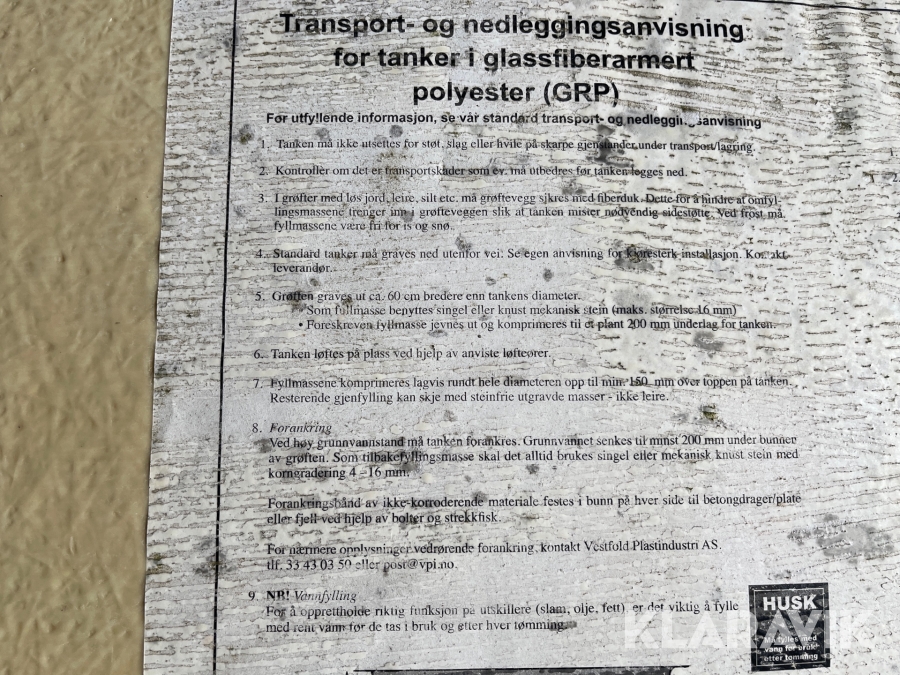 Transport- og nedleggingsanvisning
for tanker i glassfiberarmert
polyester (GRP)
For utfyllende informasjon, se vår standard transport- og nedleggingsanvisning
1. Tanken må ikke utsettes for støt, slag eller hvile på skarpe gjenstander under transport/lagring.
2. Kontroller om det er transportskader som ev. må utbedres før tanken legges ned.
3. I grøfter med løs jord, leire, silt etc. må grøftevegg sikres med fiberduk. Dette for å hindre at omfyl-
lingsmassene trenger inn i grøfteveggen slik at tanken mister nødvendig sidestøtte. Ved frost må
fyllmassene være fri for is og snø.
4. Standard tanker må graves ned utenfor vei: Se egen anvisning for kjøresterk installasjon. Kontakt
leverandør.
5. Grøften graves ut ca. 60 cm bredere enn tankens diameter.
• Som fullmasse benyttes singel eller knust mekanisk stein (maks. størrelse 16 mm)
• Foreskreven fyllmasse jevnes ut og komprimeres til et plant 200 mm underlag for tanken.
6. Tanken løftes på plass ved hjelp av anviste løfteører.
7. Fyllmassene komprimeres lagvis rundt hele diameteren opp til min. 150 mm over toppen på tanken.
Resterende gjenfylling kan skje med steinfrie utgravde masser - ikke leire.
8. Forankring
Ved høy grunnvannstand må tanken forankres. Grunnvannet senkes til minst 200 mm under bunnen
av grøften. Som tilbakefyllingsmasse skal det alltid brukes singel eller mekanisk knust stein med
korngradering 4 – 16 mm.
Forankringsbånd av ikke-korroderende materiale festes i bunn på hver side til betongdrager/plate
eller fjell ved hjelp av bolter og strekkfisk.
For nærmere opplysninger vedrørende forankring, kontakt Vestfold Plastindustri AS.
tlf. 33 43 03 50 eller post@vpi.no.
9. NB! Vannfylling
For å opprettholde riktig funksjon på utskillere (slam, olje, fett) er det viktig å fylle
med rent vann før de tas i bruk og etter hver tømming.
HUSK
Må fylles med
vann før bruk/
etter tømming
KLARAVIK